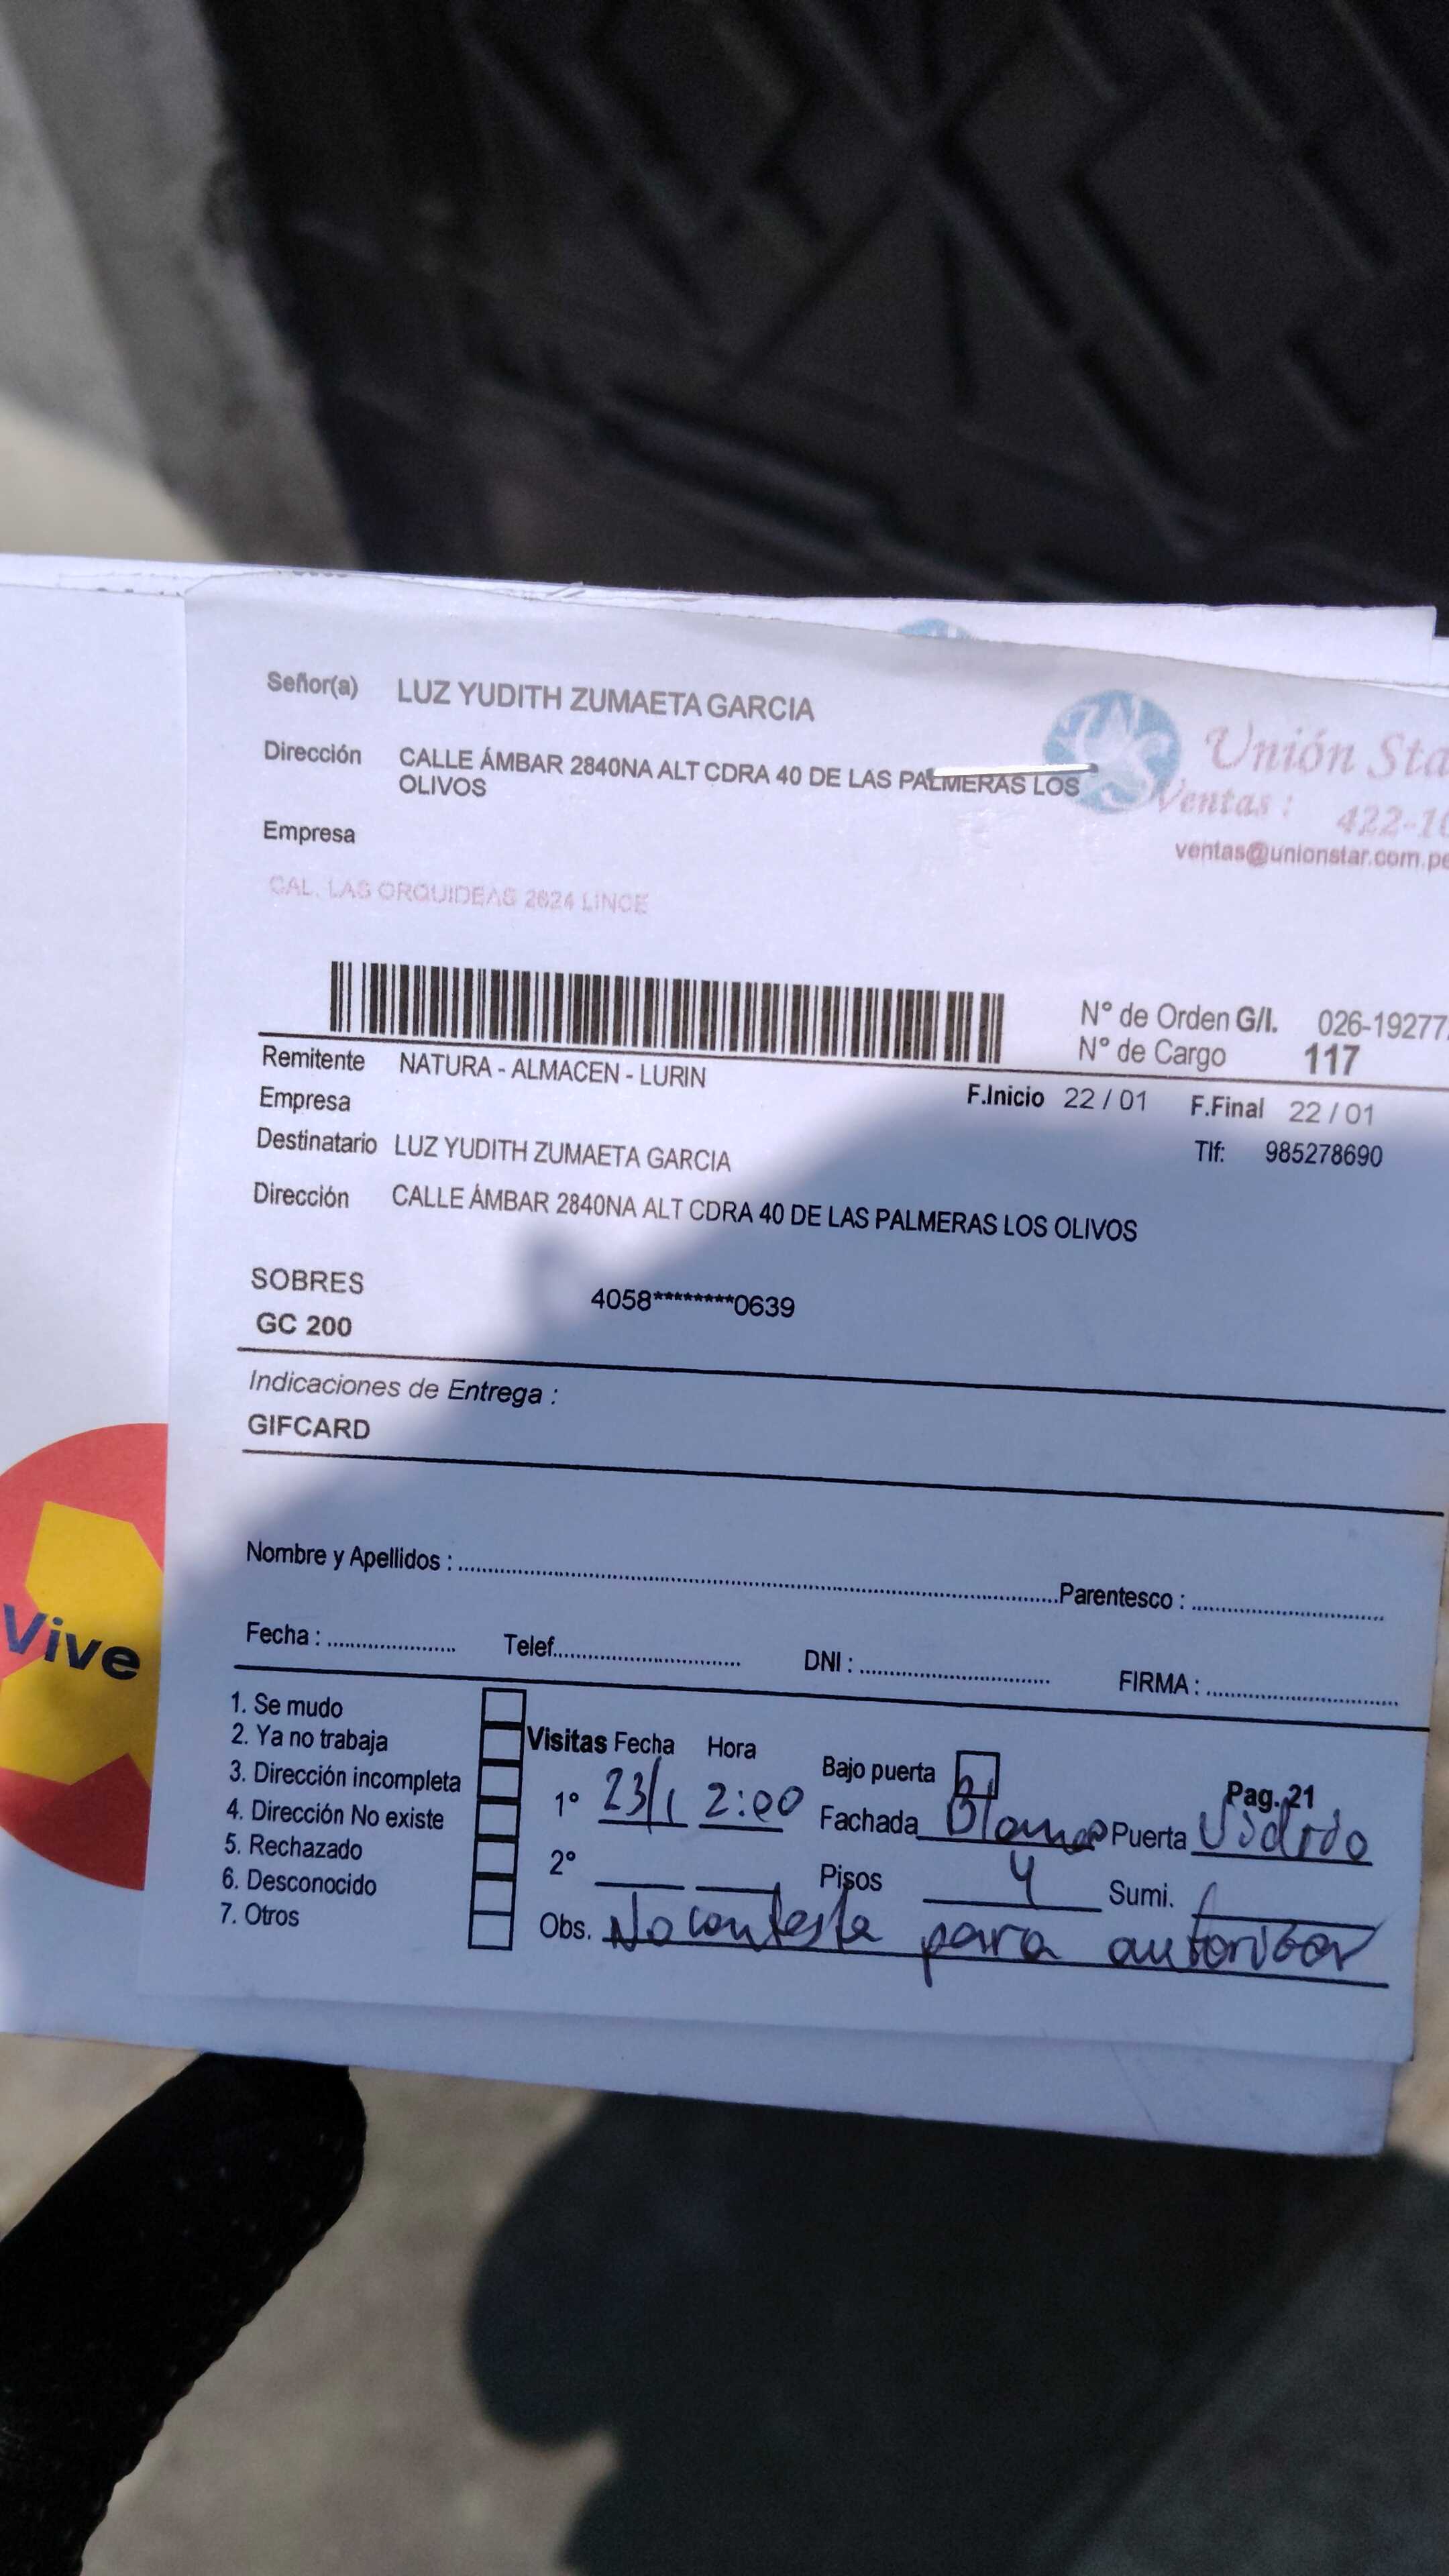 Señor(a) LUZ YUDITH ZUMAETA GARCIA
Dirección CALLE ÁMBAR 2840NA ALT CDRA 40 DE LAS PALMERAS LOS
OLIVOS
Unión Sta
Ventas : 422-10
ventas@unionstar.com.pe
Empresa
CAL. LAS ORQUIDEAS 2624 LINCE
N° de Orden G/I. 026-19277
N° de Cargo 117
Remitente NATURA - ALMACEN - LURIN
F.Inicio 22 / 01 F.Final 22 / 01
Empresa
Destinatario LUZ YUDITH ZUMAETA GARCIA
Tlf: 985278690
Dirección CALLE ÁMBAR 2840NA ALT CDRA 40 DE LAS PALMERAS LOS OLIVOS
SOBRES 4058********0639
GC 200
Indicaciones de Entrega :
GIFCARD
Nombre y Apellidos : Parentesco :
Fecha : Telef. DNI : FIRMA :
Vive
1. Se mudo
2. Ya no trabaja
3. Dirección incompleta
4. Dirección No existe
5. Rechazado
6. Desconocido
7. Otros
Visitas Fecha Hora
1° 23/1 2:00
2°
Bajo puerta
Pag. 21
Fachada Blanco Puerta Vidrio
Pisos 4 Sumi.
Obs. No contesta para autorizar